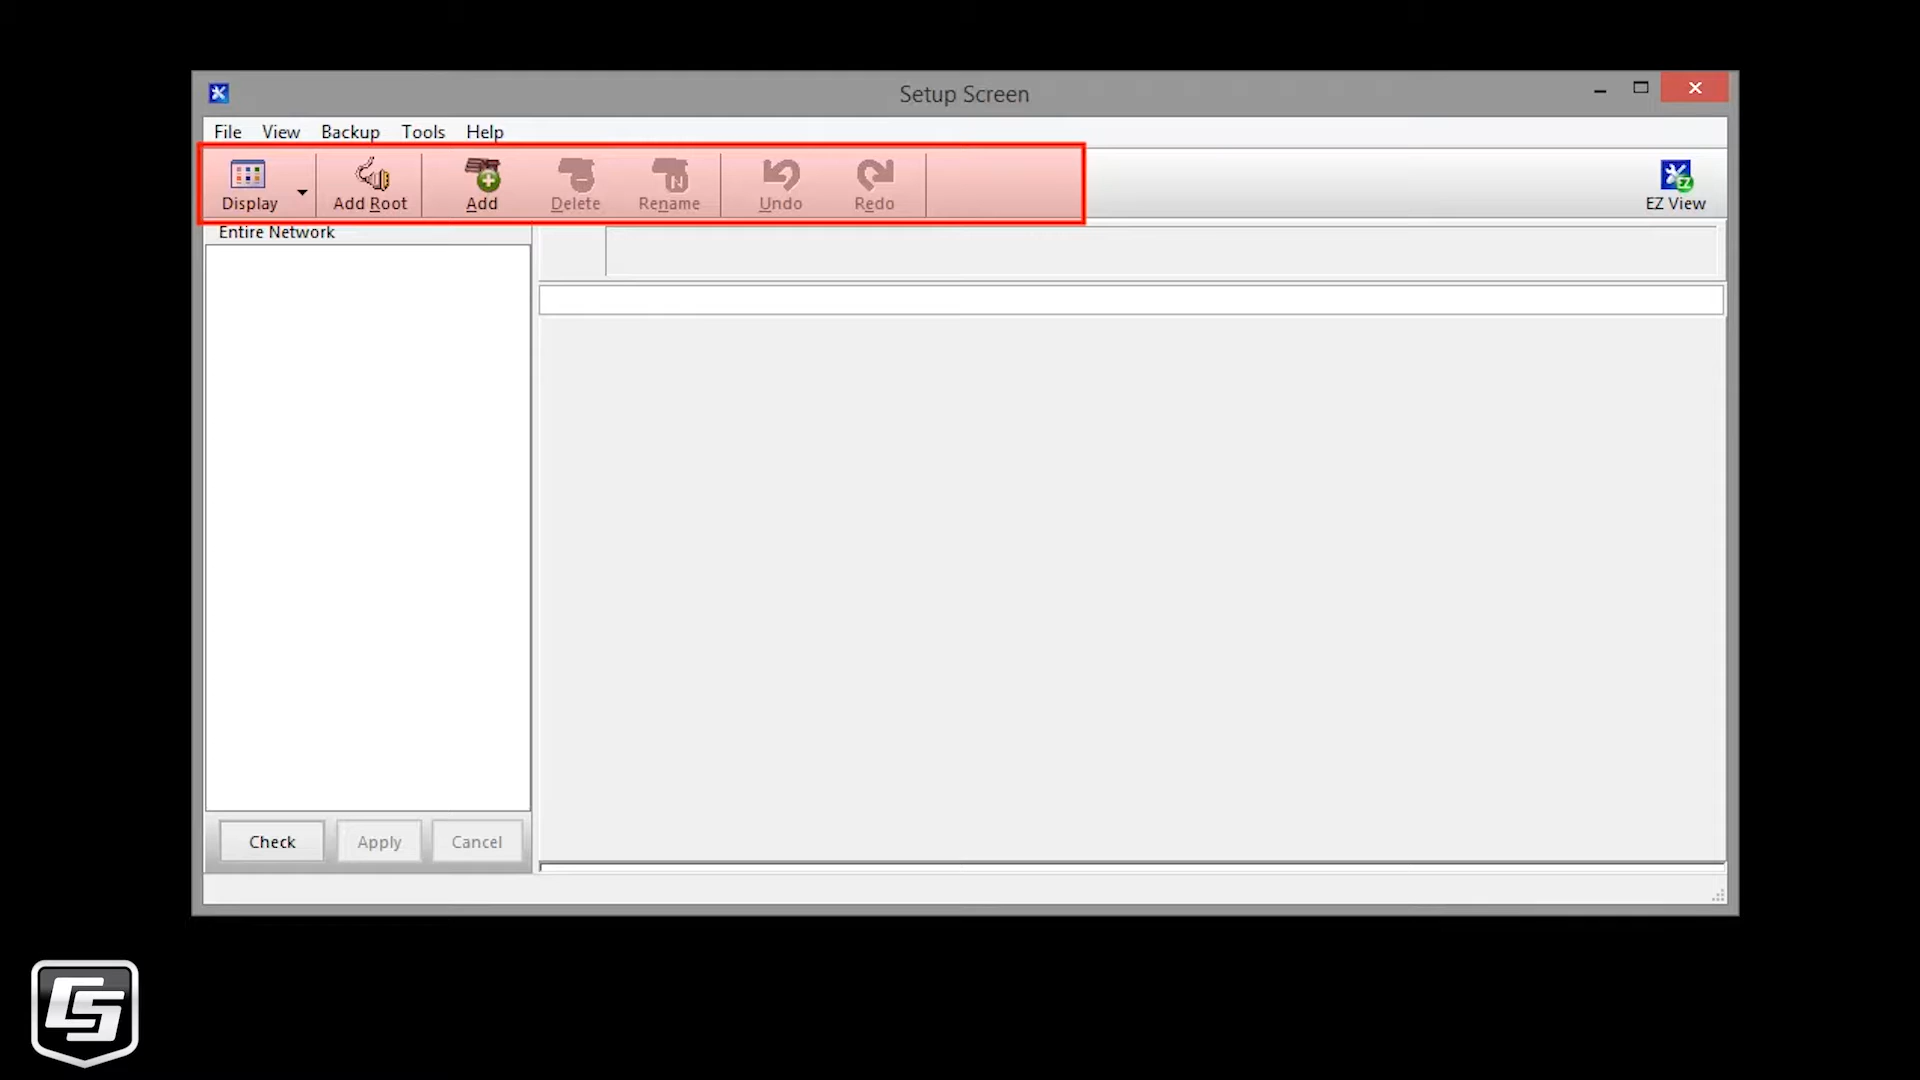 Setup Screen
File View Backup Tools Help
Display Add Root Add Delete Rename Undo Redo EZ View
Entire Network
Check Apply Cancel
CS